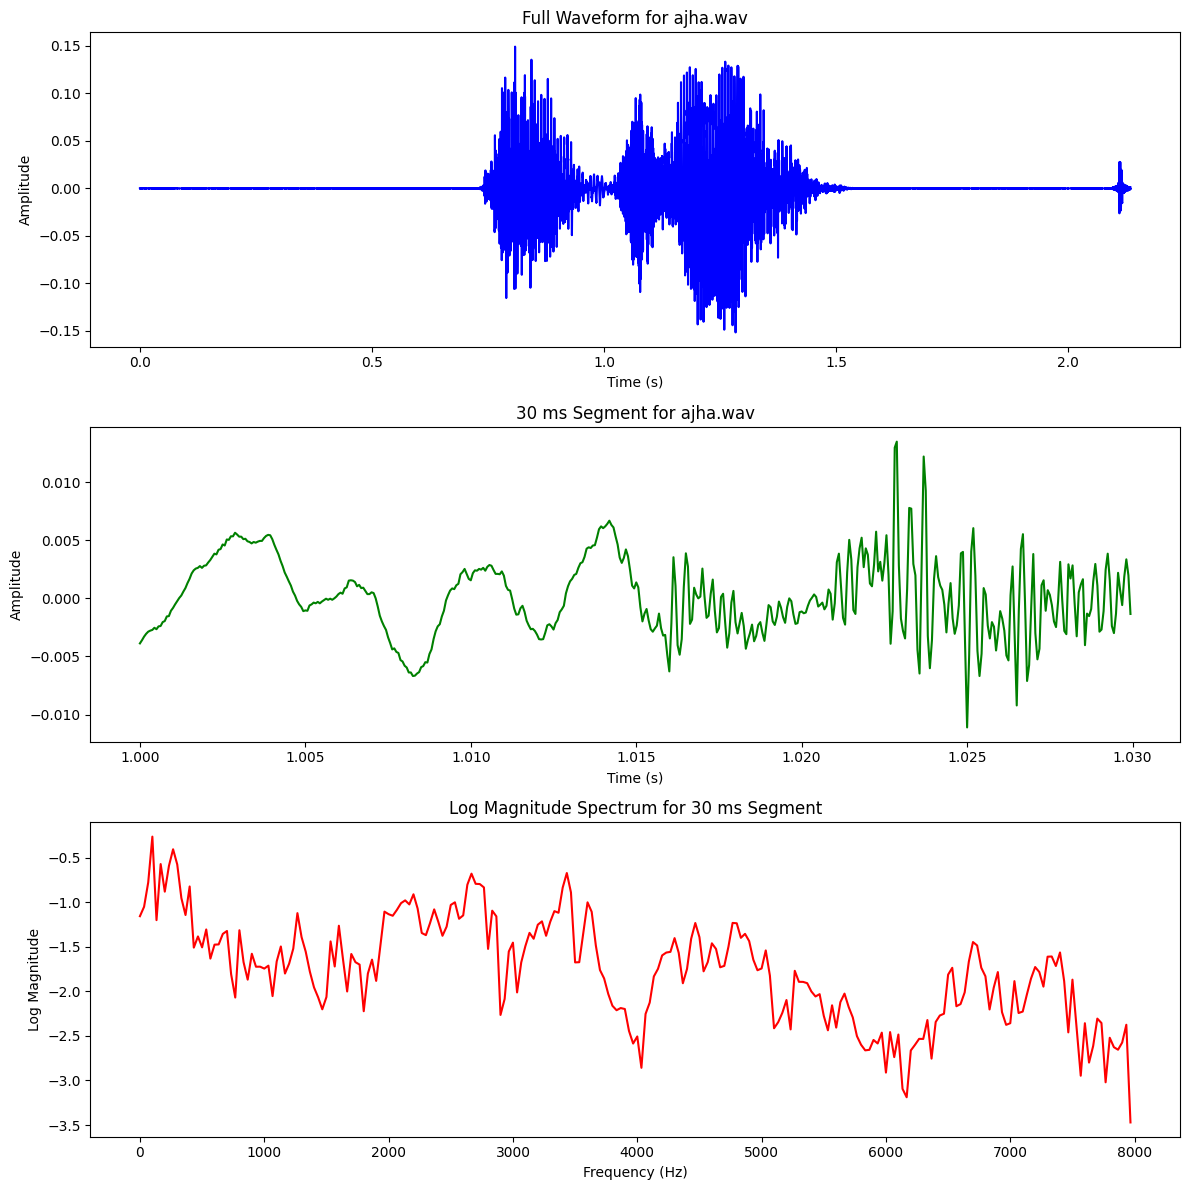 Full Waveform for ajha.wav
0.15
0.10
0.05
0.00
−0.05
−0.10
−0.15
Amplitude
0.0 0.5 1.0 1.5 2.0
Time (s)
30 ms Segment for ajha.wav
0.010
0.005
0.000
−0.005
−0.010
Amplitude
1.000 1.005 1.010 1.015 1.020 1.025 1.030
Time (s)
Log Magnitude Spectrum for 30 ms Segment
−0.5
−1.0
−1.5
−2.0
−2.5
−3.0
−3.5
Log Magnitude
0 1000 2000 3000 4000 5000 6000 7000 8000
Frequency (Hz)